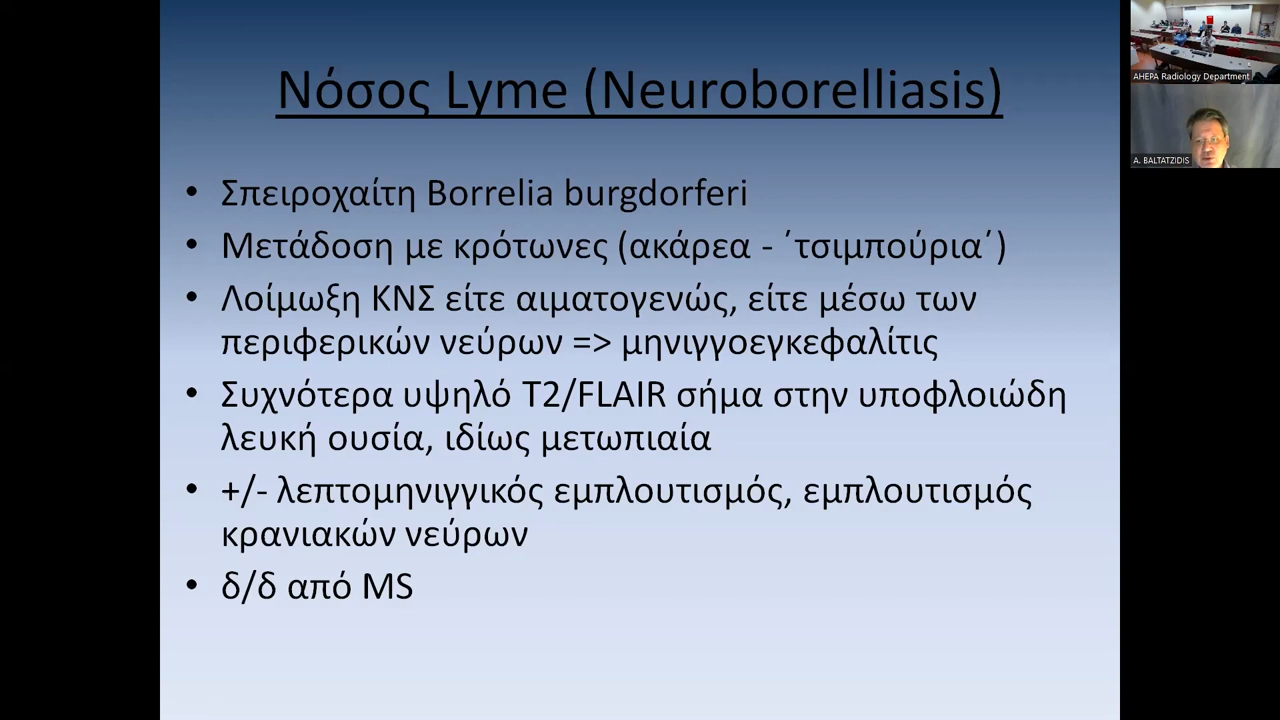 Νόσος Lyme (Neuroborelliasis)
• Σπειροχαίτη Borrelia burgdorferi
• Μετάδοση με κρότωνες (ακάρεα - ΄τσιμπούρια΄)
• Λοίμωξη ΚΝΣ είτε αιματογενώς, είτε μέσω των
περιφερικών νεύρων => μηνιγγοεγκεφαλίτις
• Συχνότερα υψηλό T2/FLAIR σήμα στην υποφλοιώδη
λευκή ουσία, ιδίως μετωπιαία
• +/- λεπτομηνιγγικός εμπλουτισμός, εμπλουτισμός
κρανιακών νεύρων
• δ/δ από MS
AHEPA Radiology Department
A. BALTATZIDIS